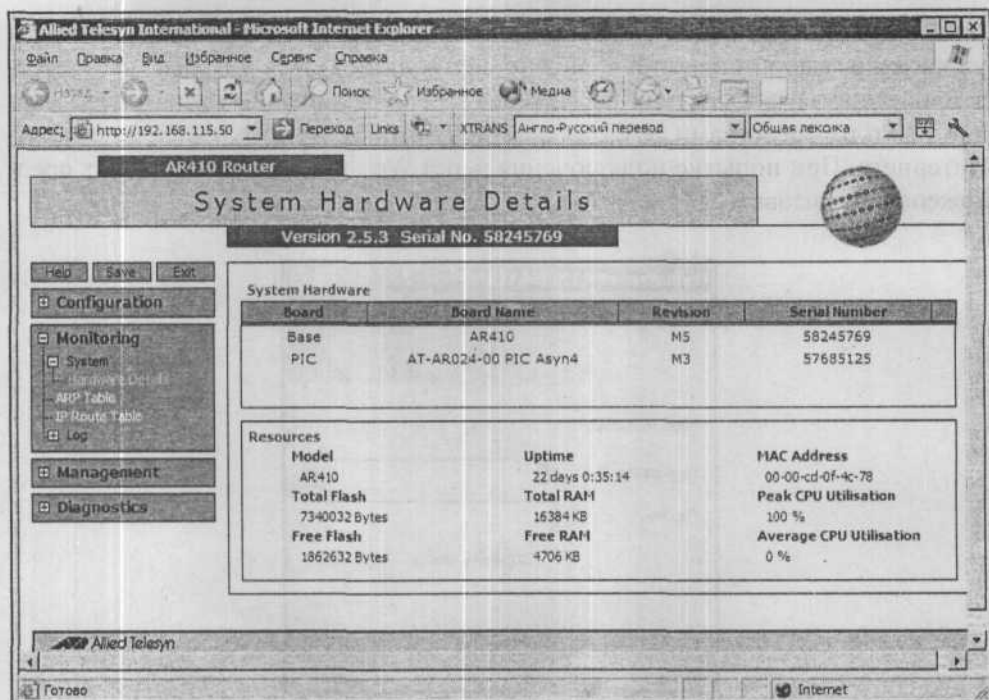 Allied Telesyn International - Microsoft Internet Explorer
Файл Правка Вид Избранное Сервис Справка
Назад Поиск Избранное Медиа
Адрес http://192.168.115.50 Переход Links XTRANS Англо-Русский перевод Общая лексика
AR410 Router
System Hardware Details
Version 2.5.3 Serial No. 58245769
Help Save Exit
Configuration
Monitoring
System
Hardware Details
ARP Table
IP Route Table
Log
Management
Diagnostics
System Hardware
Board Board Name Revision Serial Number
Base AR410 M5 58245769
PIC AT-AR024-00 PIC Asyn4 M3 57685125
Resources
Model Uptime MAC Address
AR410 22 days 0:35:14 00-00-cd-0f-4c-78
Total Flash Total RAM Peak CPU Utilisation
7340032 Bytes 16384 KB 100 %
Free Flash Free RAM Average CPU Utilisation
1862632 Bytes 4706 KB 0 %
Allied Telesyn
Готово Internet